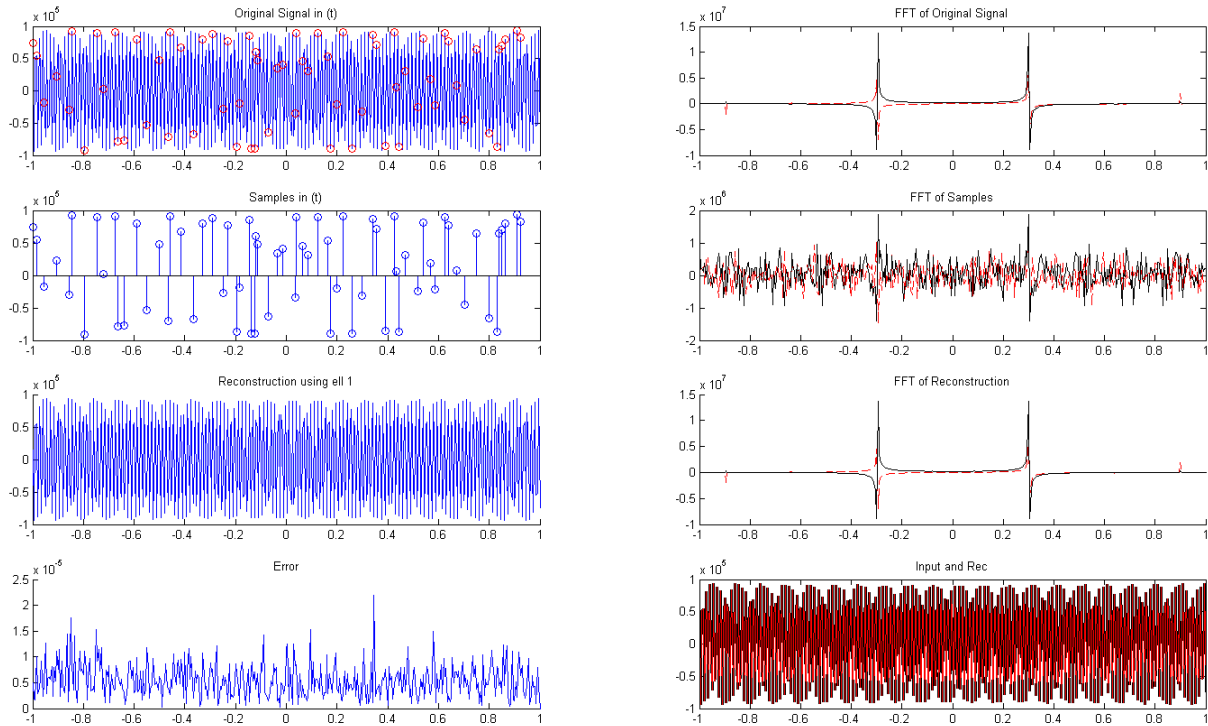 Original Signal in (t)
x 10^5
1
0.5
0
-0.5
-1
-1 -0.8 -0.6 -0.4 -0.2 0 0.2 0.4 0.6 0.8 1
FFT of Original Signal
x 10^7
1.5
1
0.5
0
-0.5
-1
-1 -0.8 -0.6 -0.4 -0.2 0 0.2 0.4 0.6 0.8 1
Samples in (t)
x 10^5
1
0.5
0
-0.5
-1
-1 -0.8 -0.6 -0.4 -0.2 0 0.2 0.4 0.6 0.8 1
FFT of Samples
x 10^6
2
1
0
-1
-2
-1 -0.8 -0.6 -0.4 -0.2 0 0.2 0.4 0.6 0.8 1
Reconstruction using ell 1
x 10^5
1
0.5
0
-0.5
-1
-1 -0.8 -0.6 -0.4 -0.2 0 0.2 0.4 0.6 0.8 1
FFT of Reconstruction
x 10^7
1.5
1
0.5
0
-0.5
-1
-1 -0.8 -0.6 -0.4 -0.2 0 0.2 0.4 0.6 0.8 1
Error
x 10^-5
2.5
2
1.5
1
0.5
0
-1 -0.8 -0.6 -0.4 -0.2 0 0.2 0.4 0.6 0.8 1
Input and Rec
x 10^5
1
0.5
0
-0.5
-1
-1 -0.8 -0.6 -0.4 -0.2 0 0.2 0.4 0.6 0.8 1